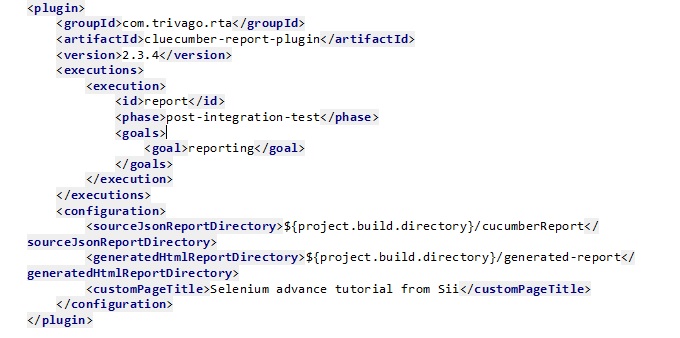 <plugin>
    <groupId>com.trivago.rta</groupId>
    <artifactId>cluecumber-report-plugin</artifactId>
    <version>2.3.4</version>
    <executions>
        <execution>
            <id>report</id>
            <phase>post-integration-test</phase>
            <goals>
                <goal>reporting</goal>
            </goals>
        </execution>
    </executions>
    <configuration>
        <sourceJsonReportDirectory>${project.build.directory}/cucumberReport</
sourceJsonReportDirectory>
        <generatedHtmlReportDirectory>${project.build.directory}/generated-report</
generatedHtmlReportDirectory>
        <customPageTitle>Selenium advance tutorial from Sii</customPageTitle>
    </configuration>
</plugin>